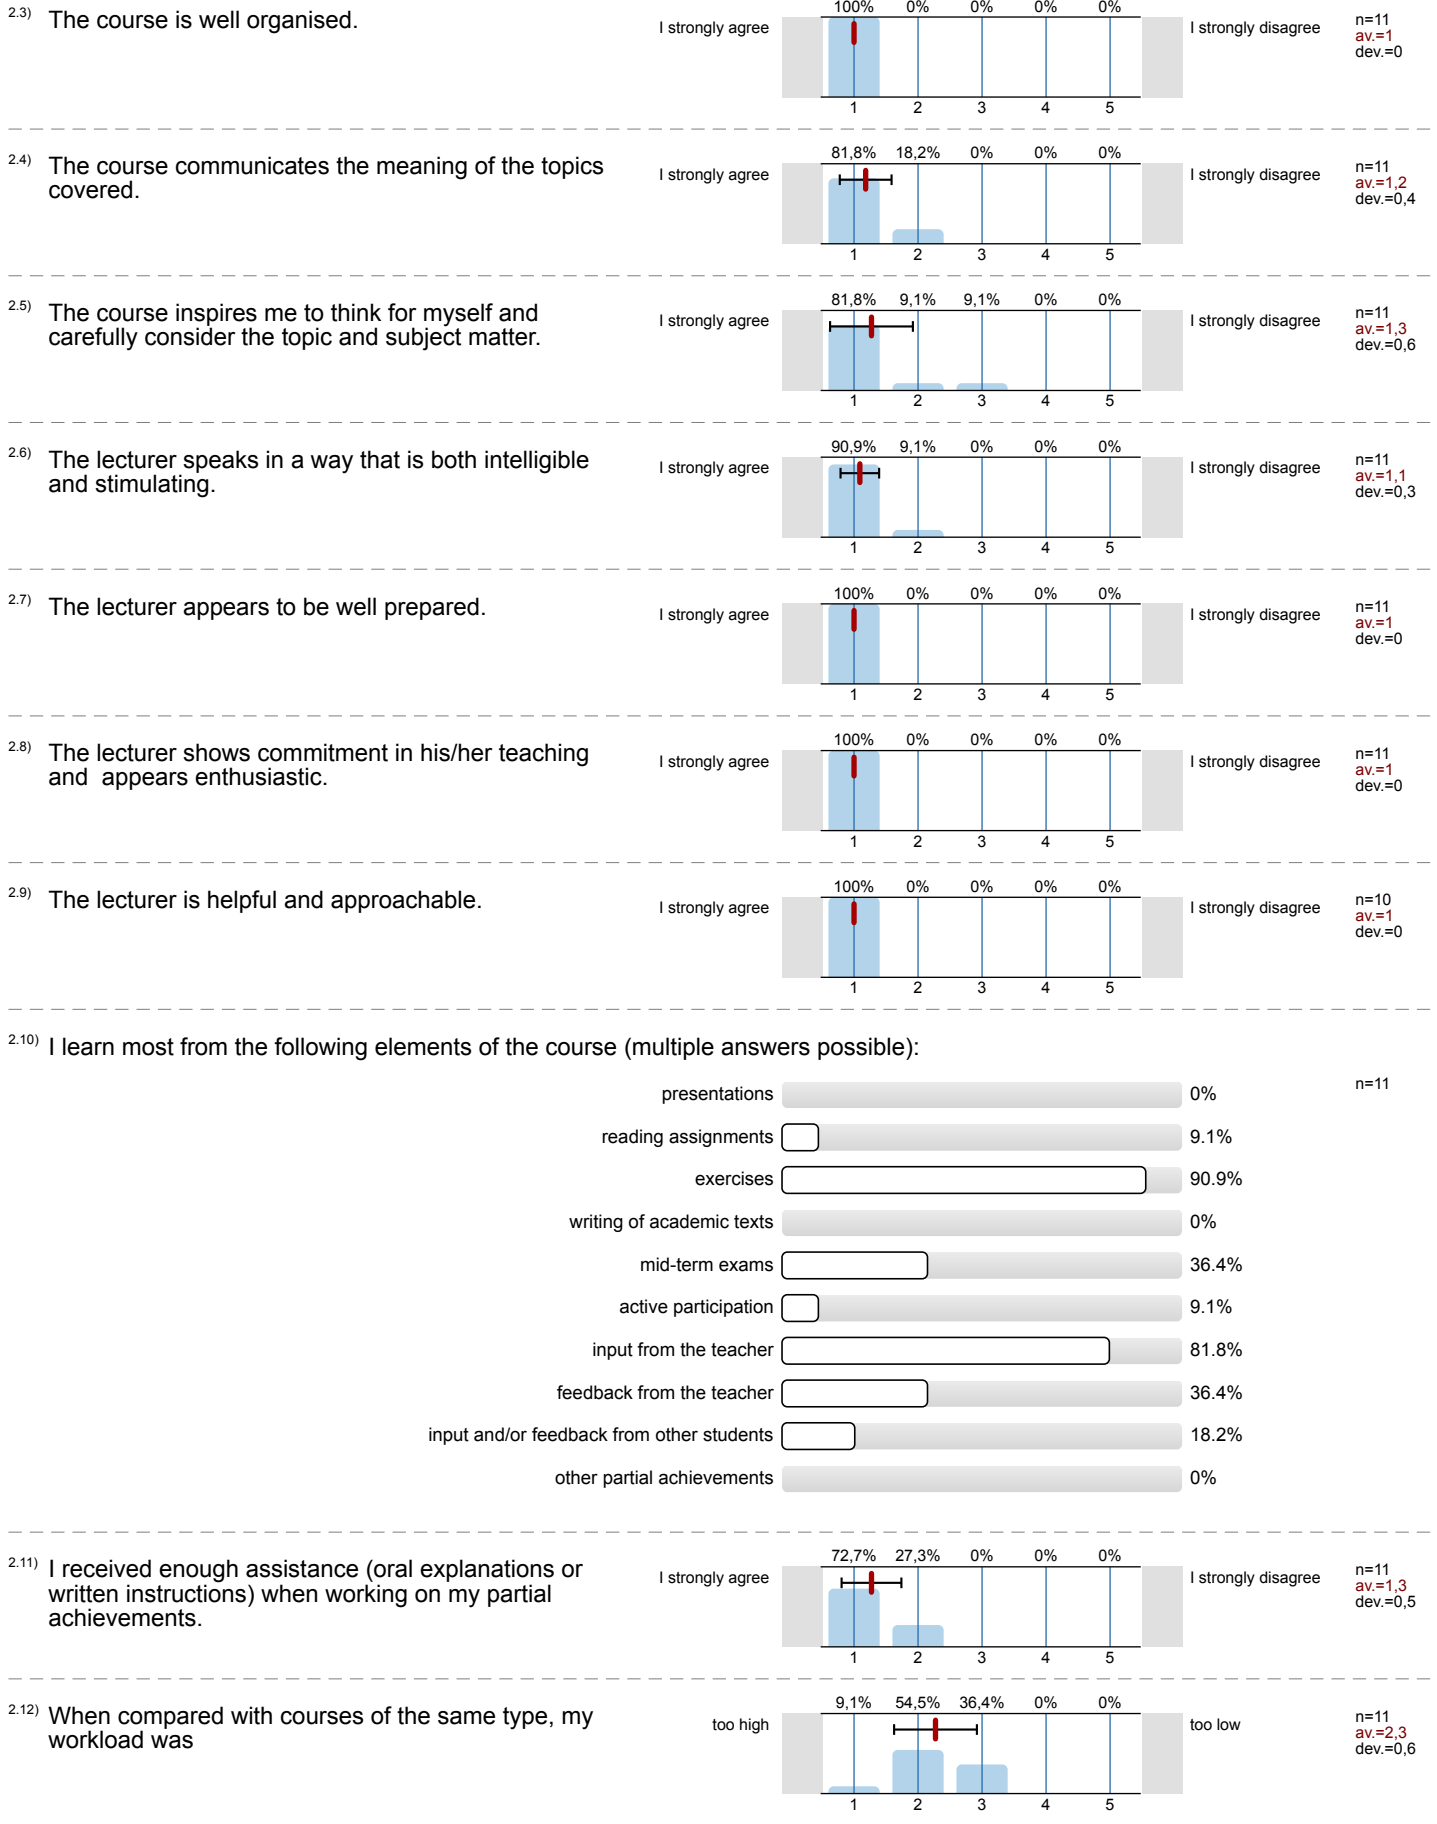 2.3) The course is well organised.
I strongly agree
100% 0% 0% 0% 0%
1 2 3 4 5
I strongly disagree
n=11
av.=1
dev.=0
2.4) The course communicates the meaning of the topics
covered.
I strongly agree
81,8% 18,2% 0% 0% 0%
1 2 3 4 5
I strongly disagree
n=11
av.=1,2
dev.=0,4
2.5) The course inspires me to think for myself and
carefully consider the topic and subject matter.
I strongly agree
81,8% 9,1% 9,1% 0% 0%
1 2 3 4 5
I strongly disagree
n=11
av.=1,3
dev.=0,6
2.6) The lecturer speaks in a way that is both intelligible
and stimulating.
I strongly agree
90,9% 9,1% 0% 0% 0%
1 2 3 4 5
I strongly disagree
n=11
av.=1,1
dev.=0,3
2.7) The lecturer appears to be well prepared.
I strongly agree
100% 0% 0% 0% 0%
1 2 3 4 5
I strongly disagree
n=11
av.=1
dev.=0
2.8) The lecturer shows commitment in his/her teaching
and appears enthusiastic.
I strongly agree
100% 0% 0% 0% 0%
1 2 3 4 5
I strongly disagree
n=11
av.=1
dev.=0
2.9) The lecturer is helpful and approachable.
I strongly agree
100% 0% 0% 0% 0%
1 2 3 4 5
I strongly disagree
n=10
av.=1
dev.=0
2.10) I learn most from the following elements of the course (multiple answers possible):
n=11
presentations 0%
reading assignments 9.1%
exercises 90.9%
writing of academic texts 0%
mid-term exams 36.4%
active participation 9.1%
input from the teacher 81.8%
feedback from the teacher 36.4%
input and/or feedback from other students 18.2%
other partial achievements 0%
2.11) I received enough assistance (oral explanations or
written instructions) when working on my partial
achievements.
I strongly agree
72,7% 27,3% 0% 0% 0%
1 2 3 4 5
I strongly disagree
n=11
av.=1,3
dev.=0,5
2.12) When compared with courses of the same type, my
workload was
too high
9,1% 54,5% 36,4% 0% 0%
1 2 3 4 5
too low
n=11
av.=2,3
dev.=0,6